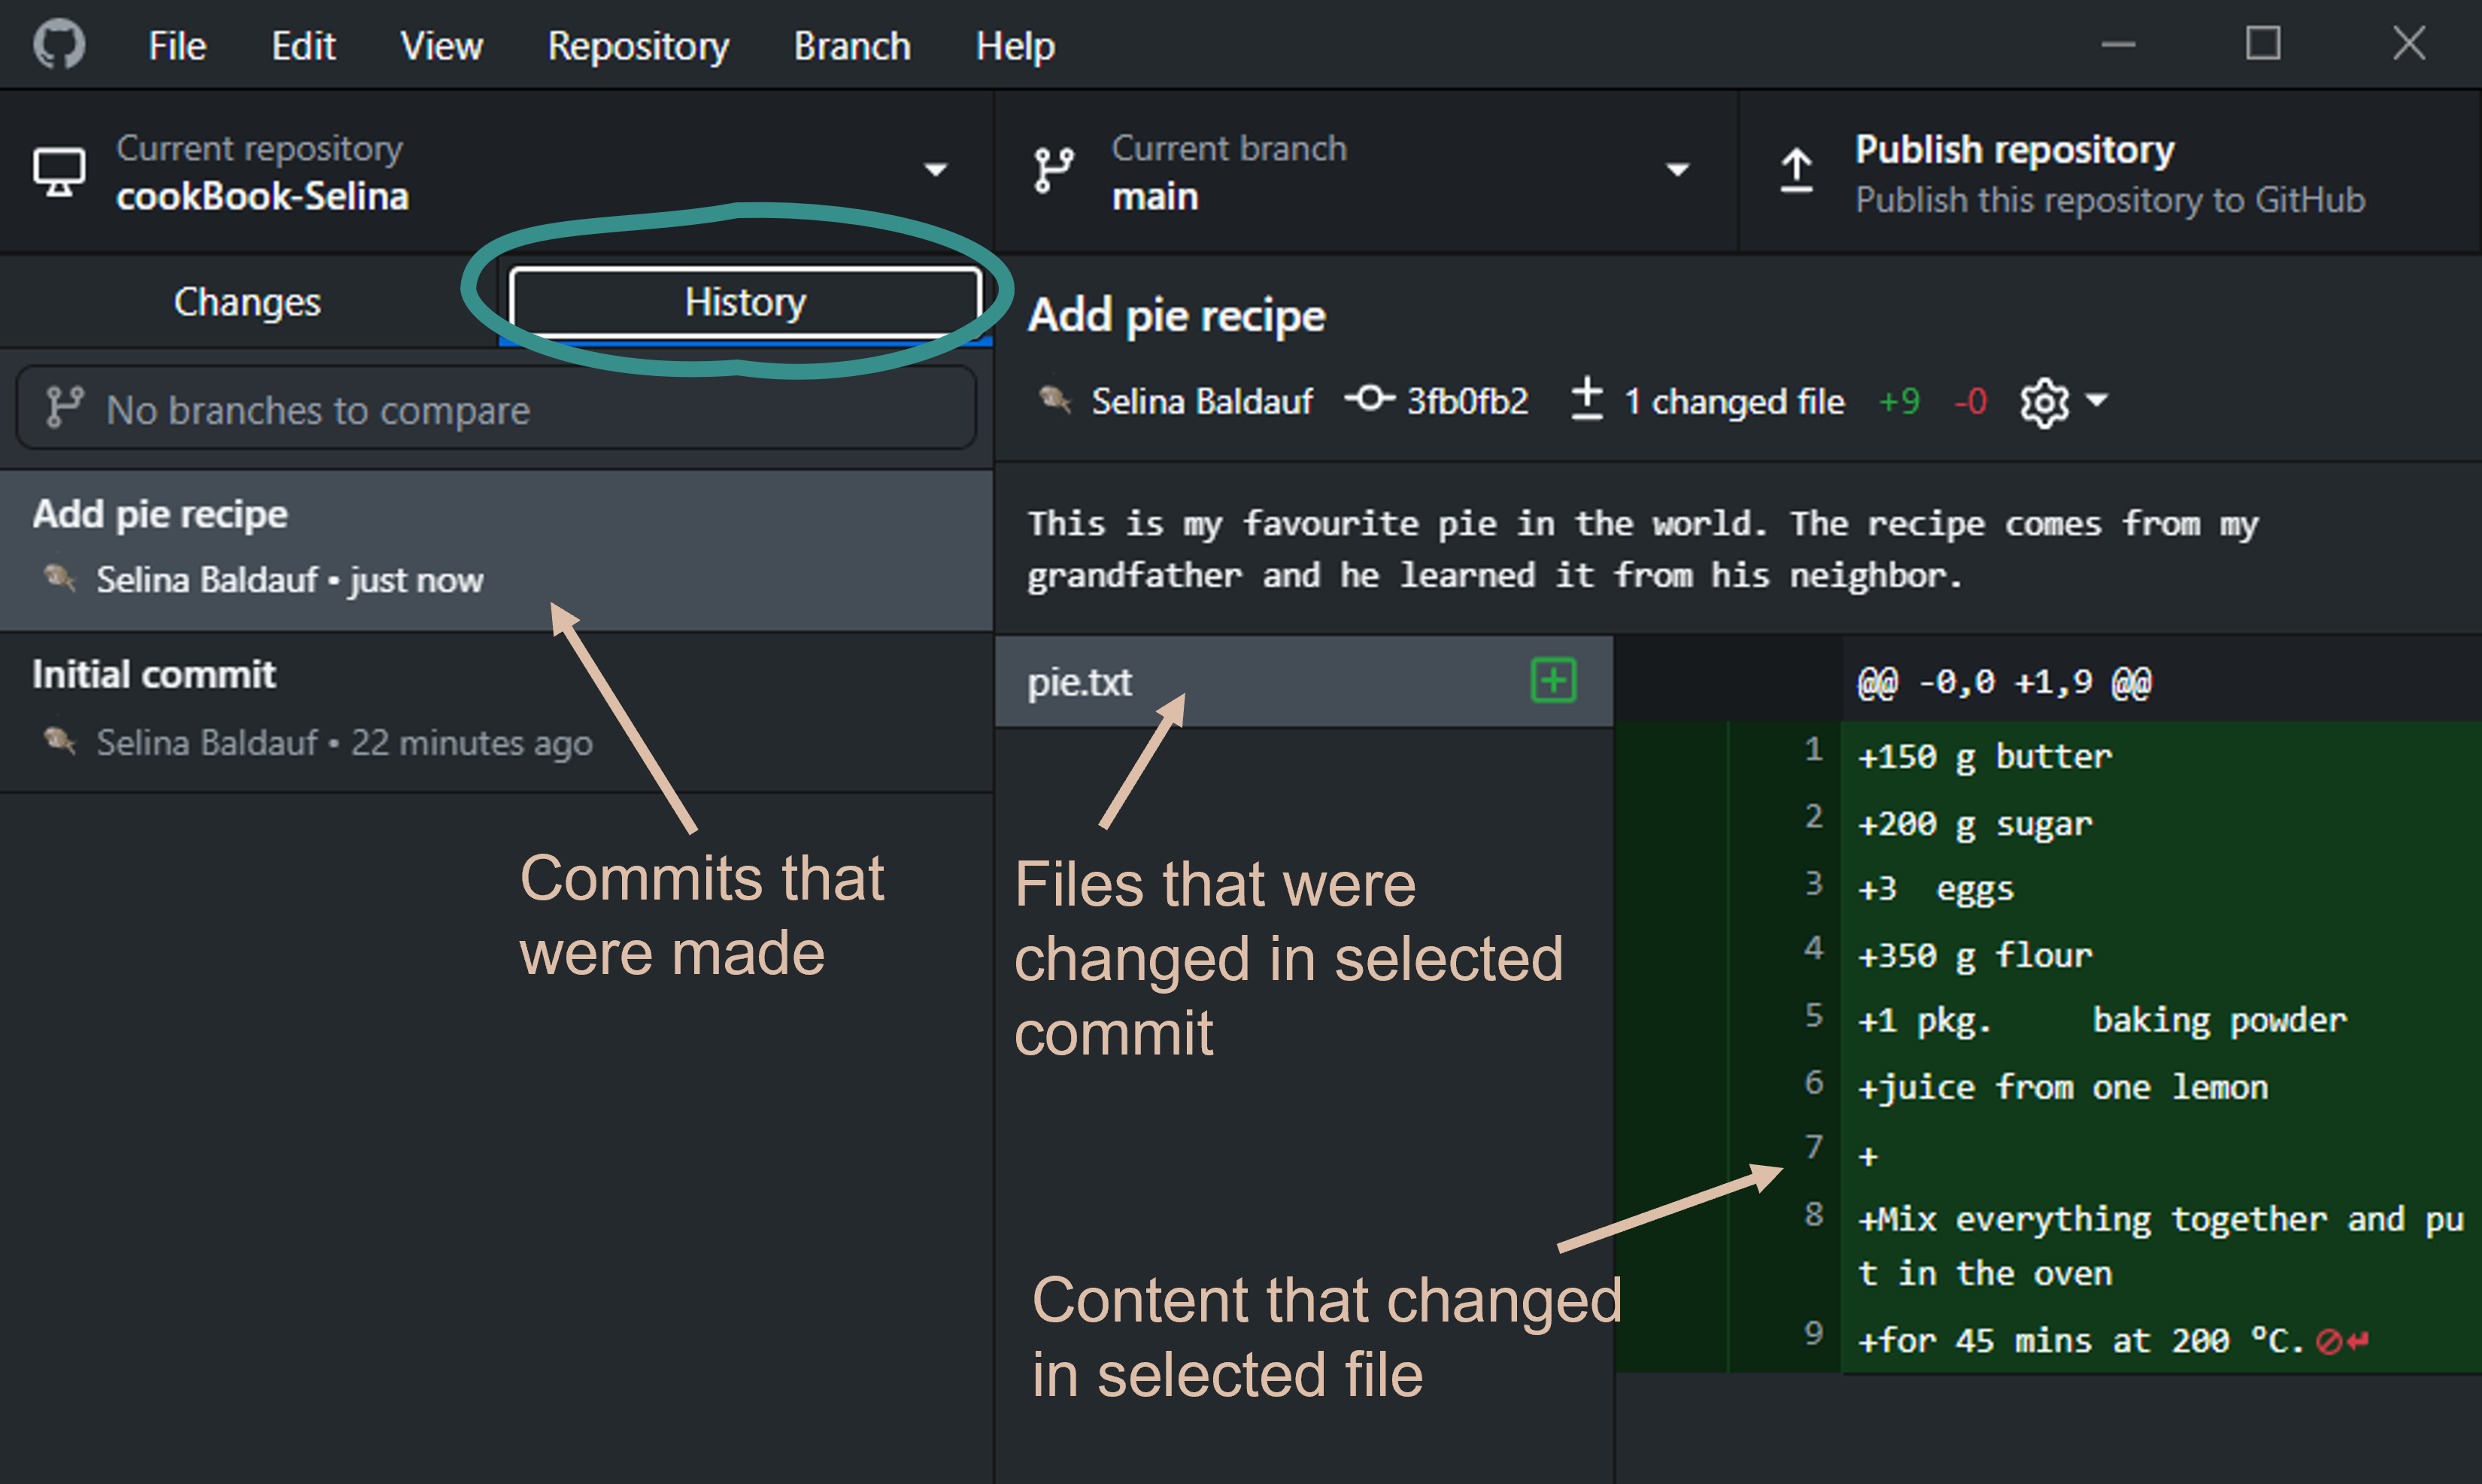 File Edit View Repository Branch Help
Current repository
cookBook-Selina
Current branch
main
Publish repository
Publish this repository to GitHub
Changes
History
No branches to compare
Add pie recipe
Selina Baldauf • just now
Initial commit
Selina Baldauf • 22 minutes ago
Commits that
were made
Add pie recipe
Selina Baldauf 3fb0fb2 1 changed file +9 -0
This is my favourite pie in the world. The recipe comes from my
grandfather and he learned it from his neighbor.
pie.txt
Files that were
changed in selected
commit
Content that changed
in selected file
@@ -0,0 +1,9 @@
1 +150 g butter
2 +200 g sugar
3 +3  eggs
4 +350 g flour
5 +1 pkg.     baking powder
6 +juice from one lemon
7 +
8 +Mix everything together and pu
t in the oven
9 +for 45 mins at 200 °C.